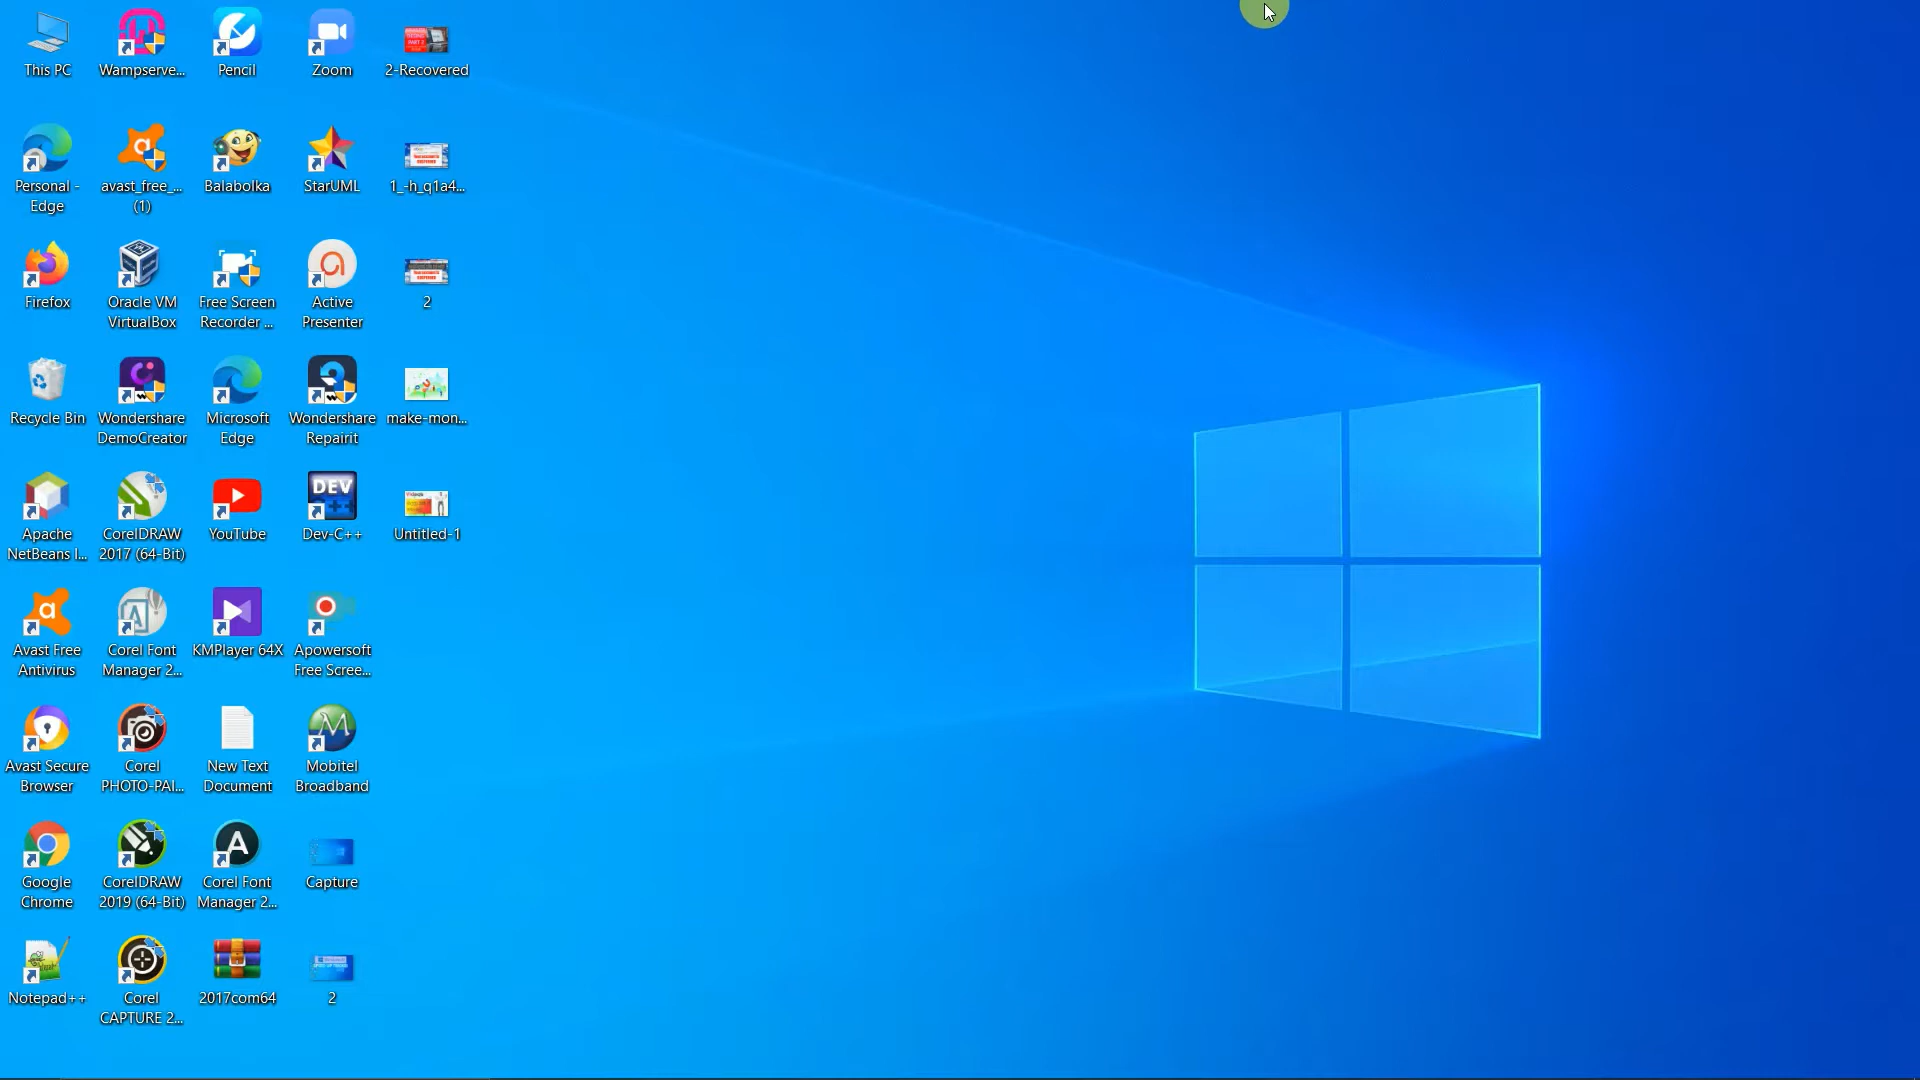 This PC
Wampserve...
Pencil
Zoom
2-Recovered
Personal -
Edge
avast_free_...
(1)
Balabolka
StarUML
1_-h_q1a4...
Firefox
Oracle VM
VirtualBox
Free Screen
Recorder ...
Active
Presenter
2
Recycle Bin
Wondershare
DemoCreator
Microsoft
Edge
Wondershare
Repairit
make-mon...
Apache
NetBeans I...
CorelDRAW
2017 (64-Bit)
YouTube
DEV
Dev-C++
Untitled-1
Avast Free
Antivirus
Corel Font
Manager 2...
KMPlayer 64X
Apowersoft
Free Scree...
Avast Secure
Browser
Corel
PHOTO-PAI...
New Text
Document
Mobitel
Broadband
Google
Chrome
CorelDRAW
2019 (64-Bit)
Corel Font
Manager 2...
Capture
Notepad++
Corel
CAPTURE 2...
2017com64
2